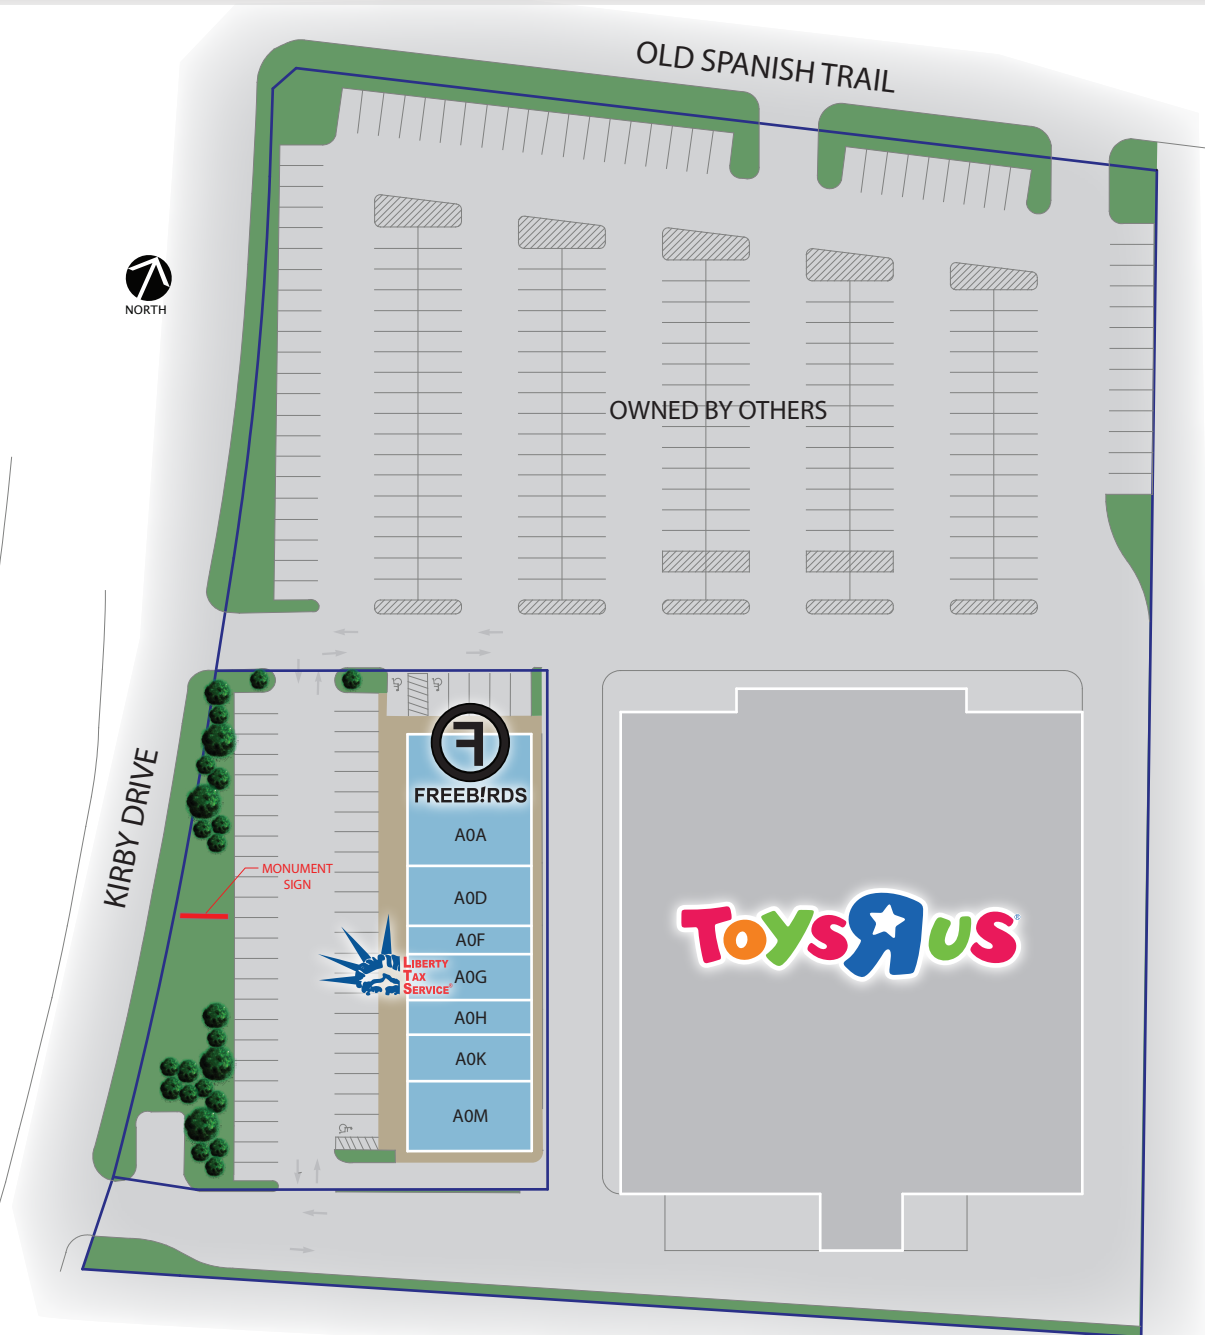 OLD SPANISH TRAIL
NORTH
OWNED BY OTHERS
KIRBY DRIVE
FREEB!RDS
A0A
MONUMENT
SIGN
A0D
A0F
LIBERTY
TAX
SERVICE®
A0G
A0H
A0K
A0M
TOYSRUS®